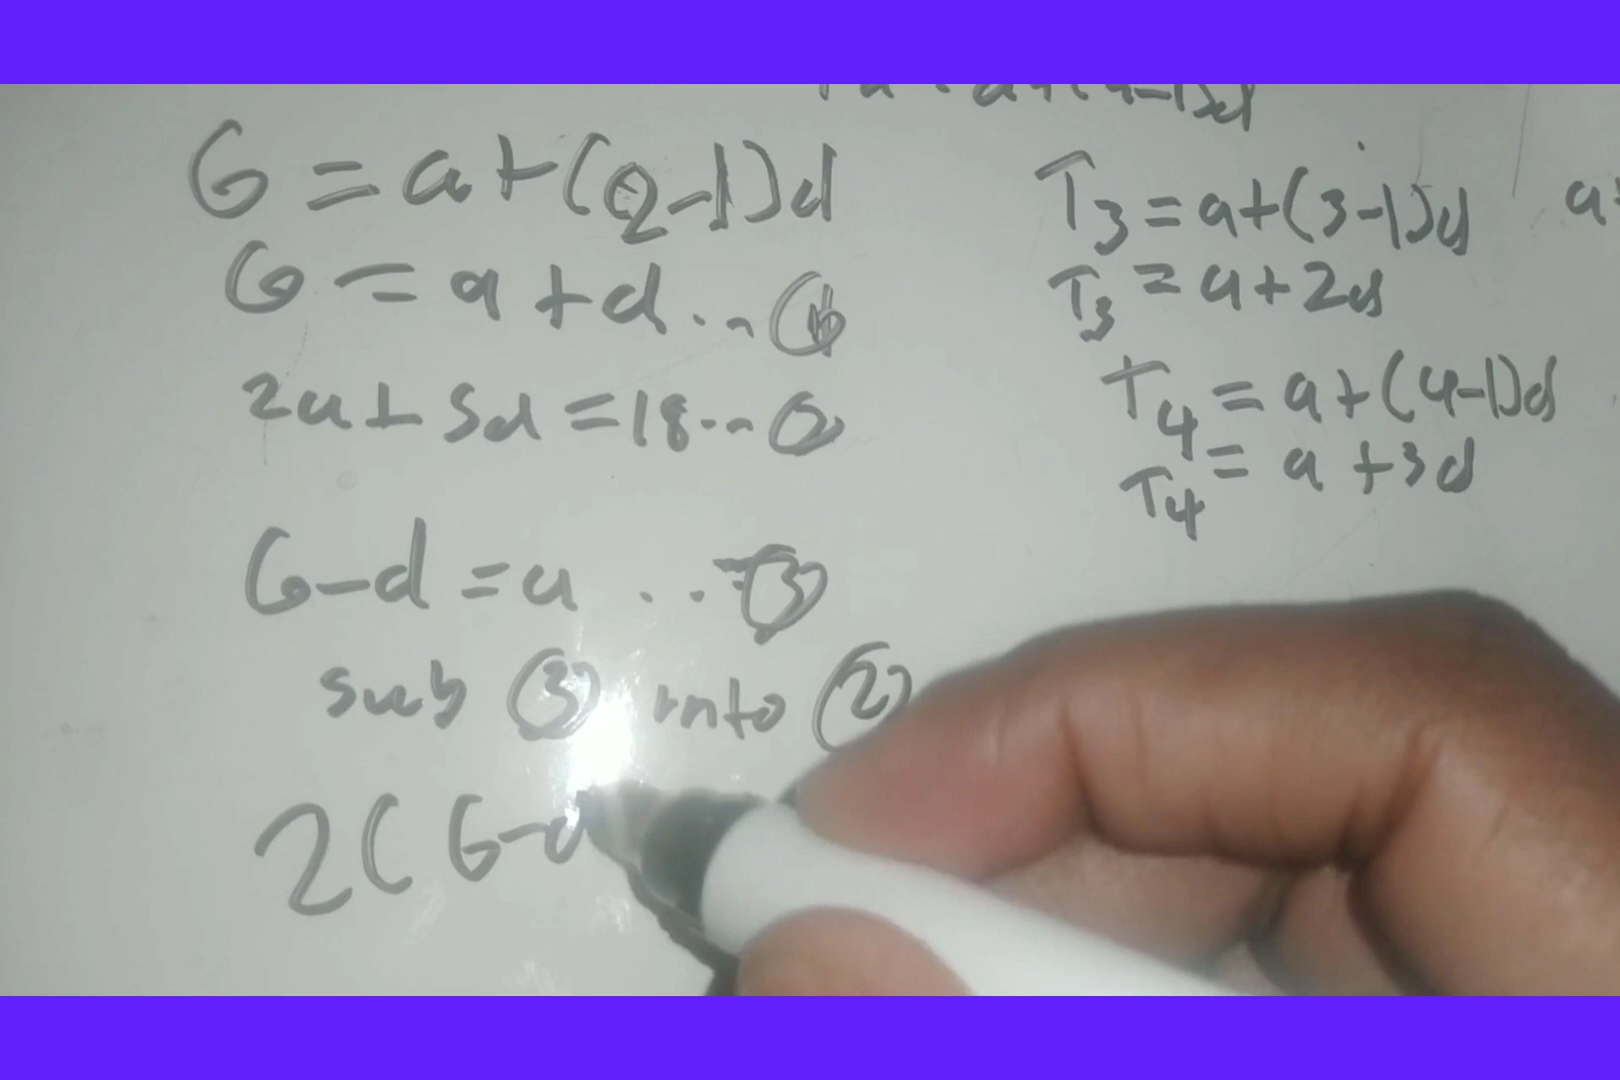 6 = a + (2-1)d
6 = a + d .. ①
2a + 5d = 18 .. ②
6 - d = a ... ③
sub ③ into ②
2(6-d
T₃ = a+(3-1)d
T₃ = a+2d
T₄ = a+(4-1)d
T₄ = a+3d